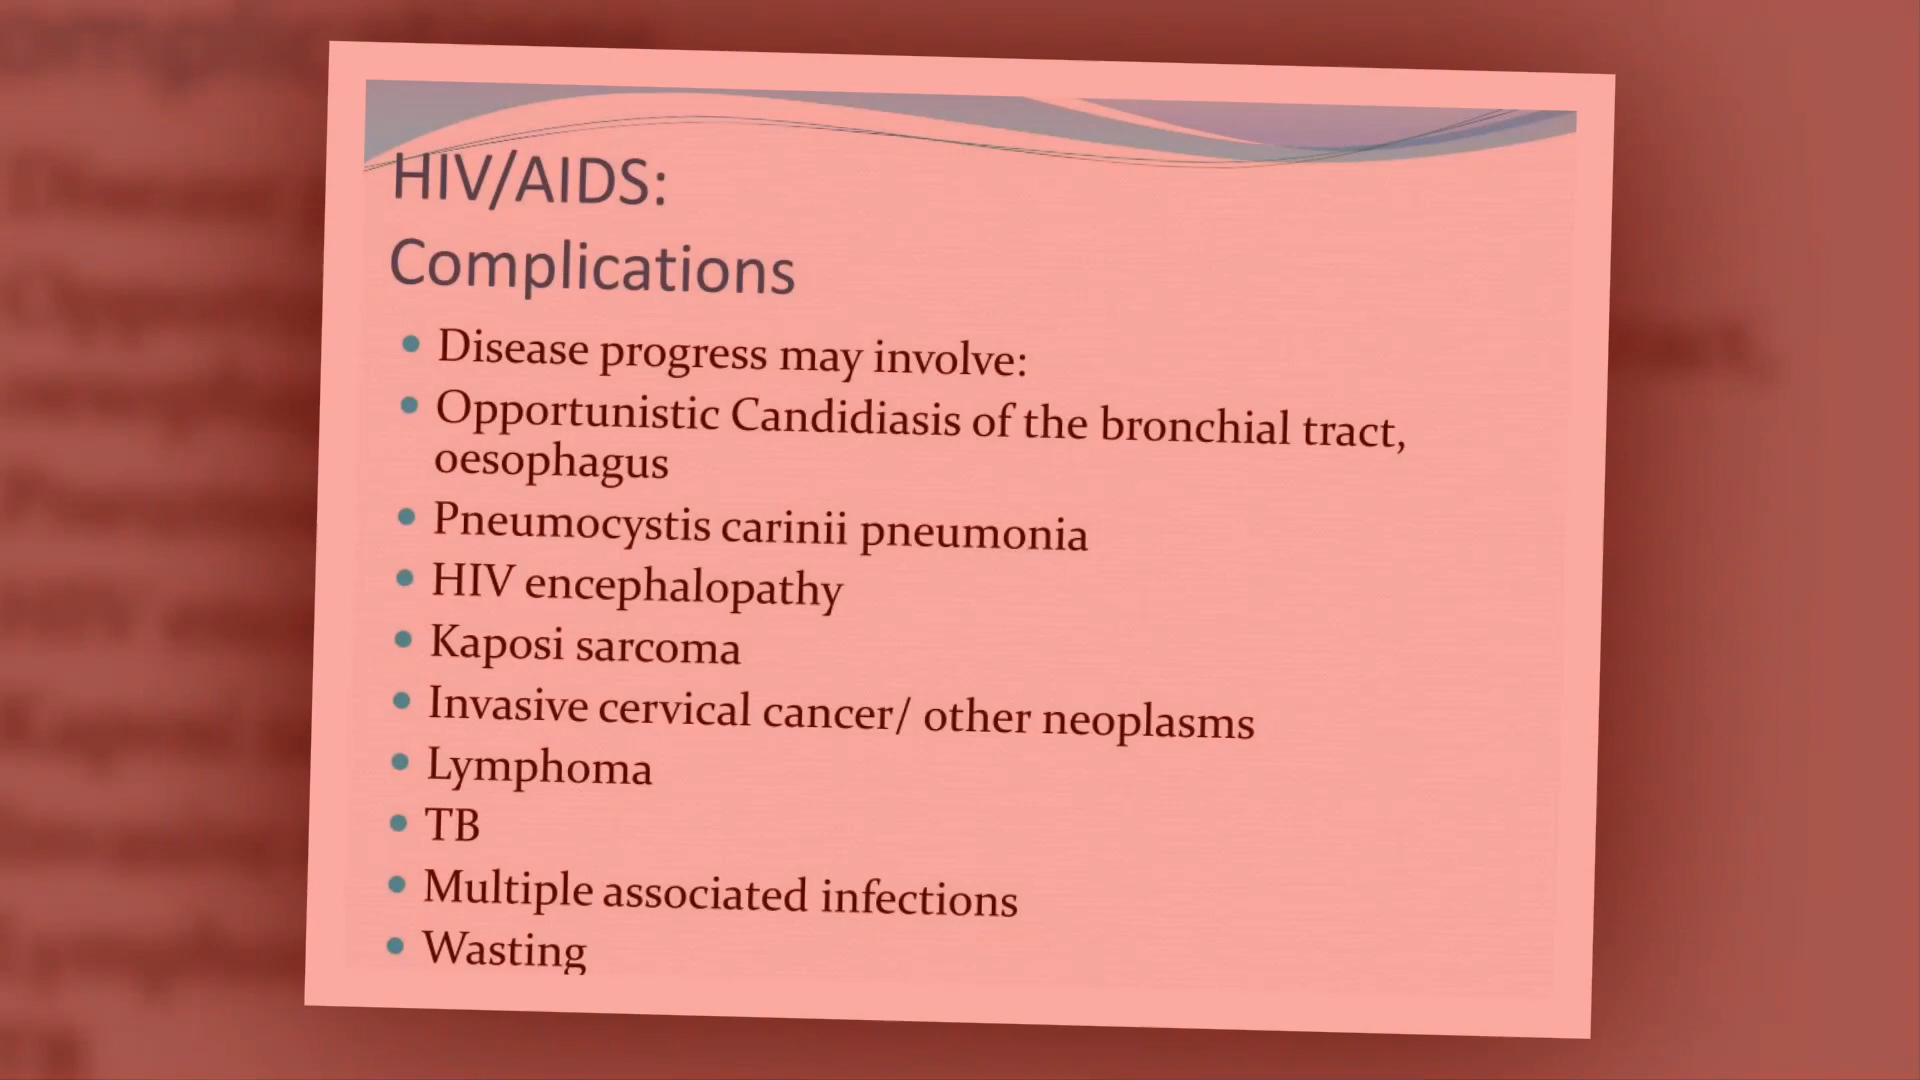 HIV/AIDS:
Complications
• Disease progress may involve:
• Opportunistic Candidiasis of the bronchial tract,
oesophagus
• Pneumocystis carinii pneumonia
• HIV encephalopathy
• Kaposi sarcoma
• Invasive cervical cancer/ other neoplasms
• Lymphoma
• TB
• Multiple associated infections
• Wasting